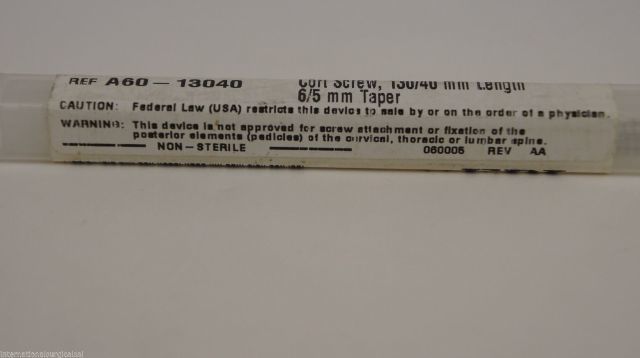 REF A60 – 13040
Cort Screw, 130/40 mm Length
6/5 mm Taper
CAUTION: Federal Law (USA) restricts this device to sale by or on the order of a physician.
WARNING: This device is not approved for screw attachment or fixation of the
posterior elements (pedicles) of the cervical, thoracic or lumbar spine.
NON – STERILE
060005 REV AA